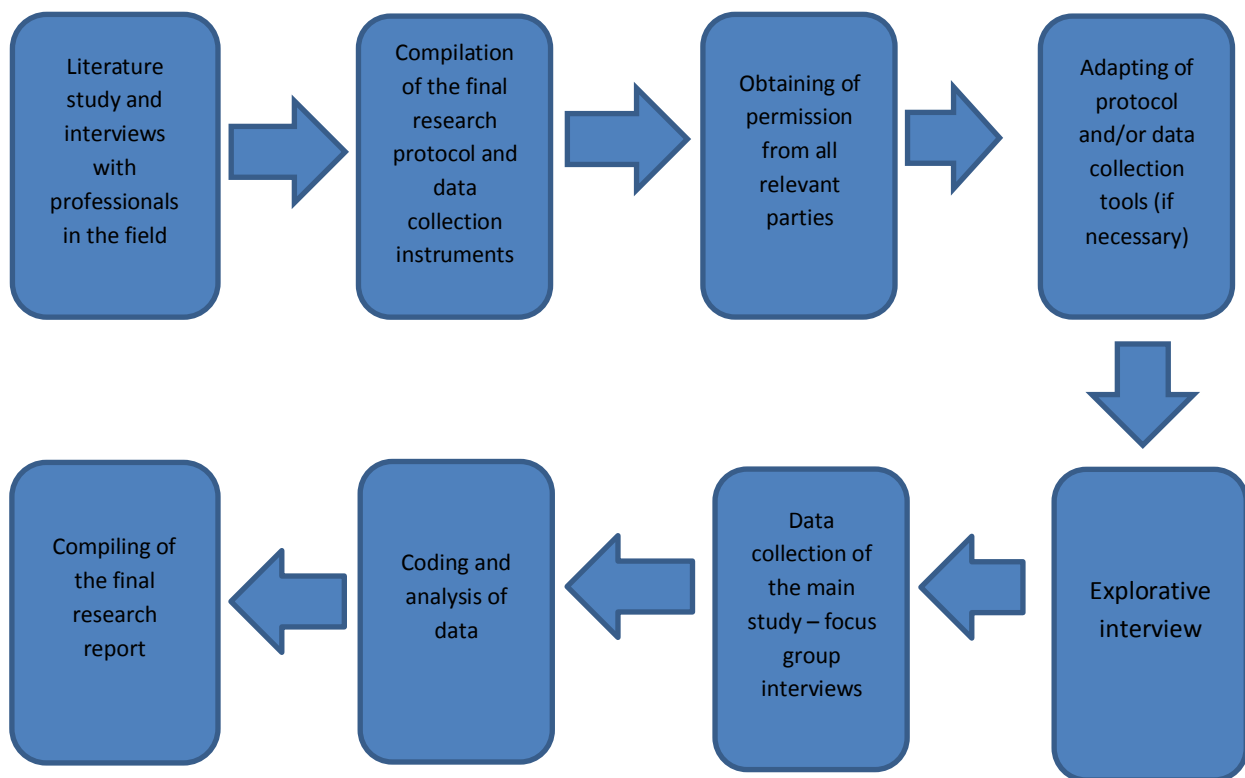 Literature
study and
interviews
with
professionals
in the field
Compilation
of the final
research
protocol and
data
collection
instruments
Obtaining of
permission
from all
relevant
parties
Adapting of
protocol
and/or data
collection
tools (if
necessary)
Explorative
interview
Data
collection of
the main
study – focus
group
interviews
Coding and
analysis of
data
Compiling of
the final
research
report